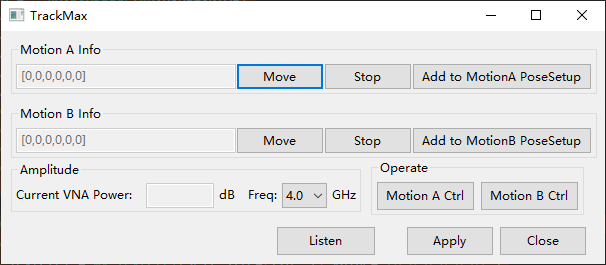 TrackMax
Motion A Info
[0,0,0,0,0,0] Move Stop Add to MotionA PoseSetup
Motion B Info
[0,0,0,0,0,0] Move Stop Add to MotionB PoseSetup
Amplitude Operate
Current VNA Power: dB Freq: 4.0 GHz Motion A Ctrl Motion B Ctrl
Listen Apply Close